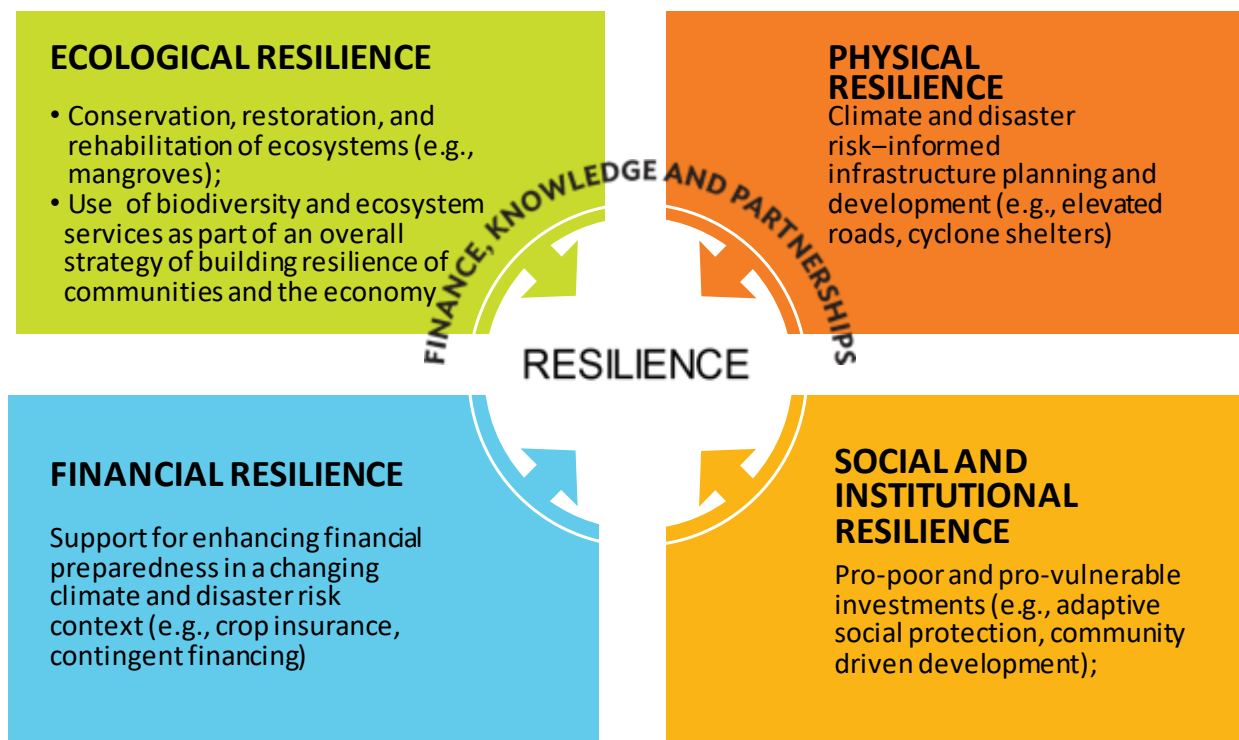 ECOLOGICAL RESILIENCE
• Conservation, restoration, and
rehabilitation of ecosystems (e.g.,
mangroves);
• Use of biodiversity and ecosystem
services as part of an overall
strategy of building resilience of
communities and the economy
PHYSICAL
RESILIENCE
Climate and disaster
risk–informed
infrastructure planning and
development (e.g., elevated
roads, cyclone shelters)
FINANCE, KNOWLEDGE AND PARTNERSHIPS
RESILIENCE
FINANCIAL RESILIENCE
Support for enhancing financial
preparedness in a changing
climate and disaster risk
context (e.g., crop insurance,
contingent financing)
SOCIAL AND
INSTITUTIONAL
RESILIENCE
Pro-poor and pro-vulnerable
investments (e.g., adaptive
social protection, community
driven development);